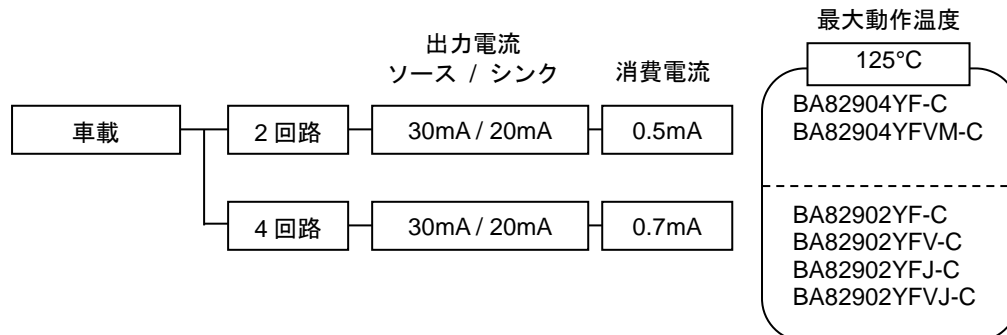 出力電流
ソース / シンク
消費電流
最大動作温度
125°C
車載
2 回路
30mA / 20mA
0.5mA
BA82904YF-C
BA82904YFVM-C
4 回路
30mA / 20mA
0.7mA
BA82902YF-C
BA82902YFV-C
BA82902YFJ-C
BA82902YFVJ-C